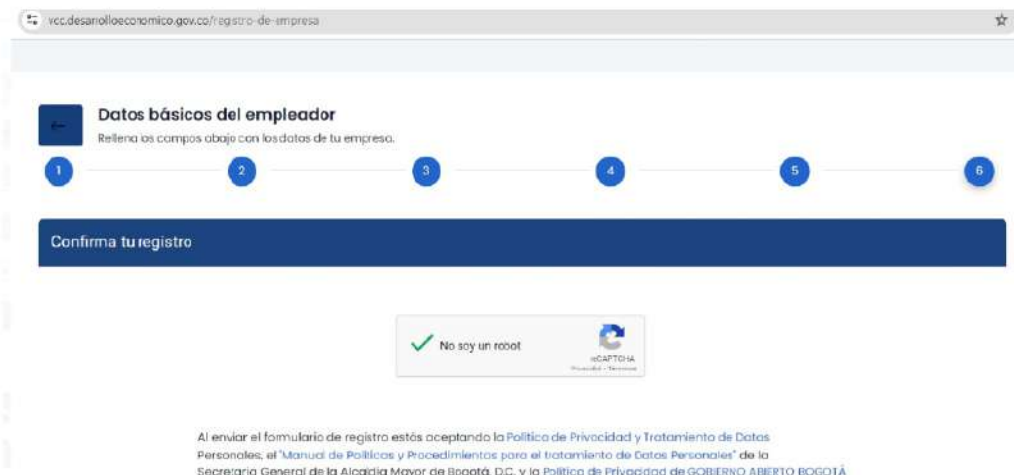 vcc.desarrolloeconomico.gov.co/registro-de-empresa
Datos básicos del empleador
Rellena los campos abajo con los datos de tu empresa.
1 2 3 4 5 6
Confirma tu registro
No soy un robot
reCAPTCHA
Privacidad - Términos
Al enviar el formulario de registro estás aceptando la Política de Privacidad y Tratamiento de Datos
Personales, el "Manual de Políticas y Procedimientos para el tratamiento de Datos Personales" de la
Secretaria General de la Alcaldía Mayor de Bogotá, D.C. y la Política de Privacidad de GOBIERNO ABIERTO BOGOTÁ